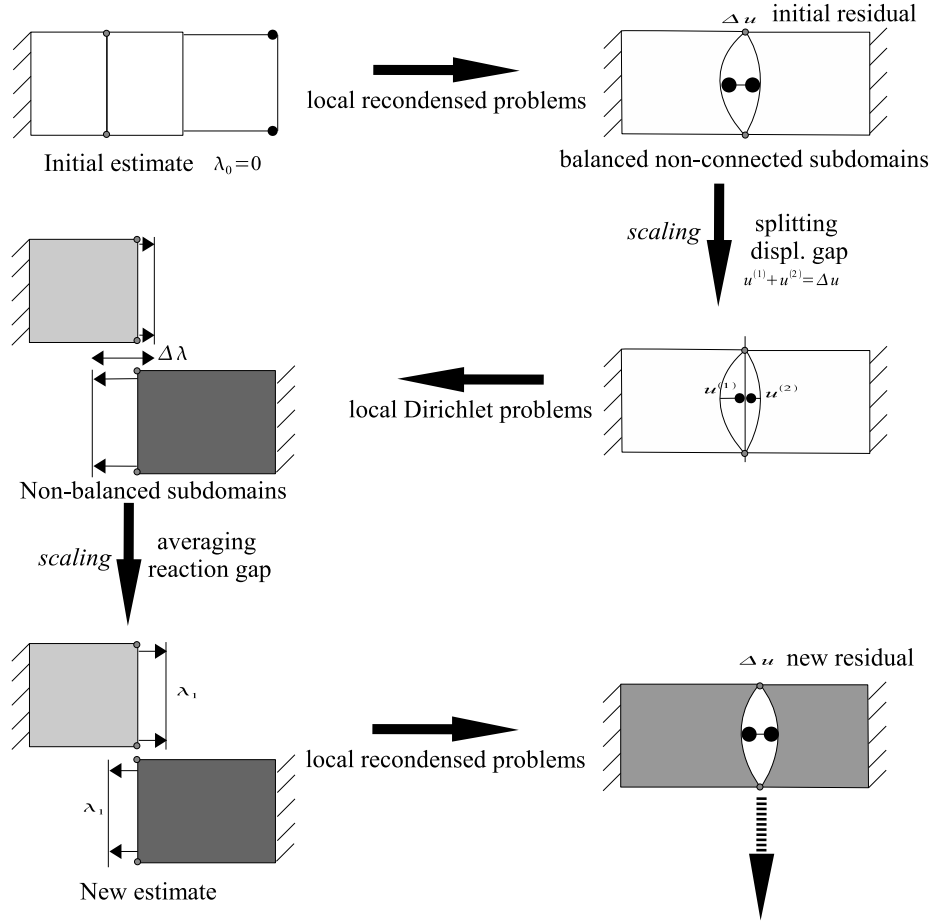 Δu initial residual
local recondensed problems
Initial estimate λ₀=0
balanced non-connected subdomains
scaling
splitting
displ. gap
u⁽¹⁾+u⁽²⁾=Δu
Δλ
u⁽¹⁾ u⁽²⁾
local Dirichlet problems
Non-balanced subdomains
scaling
averaging
reaction gap
Δu new residual
λ₁
local recondensed problems
λ₁
New estimate